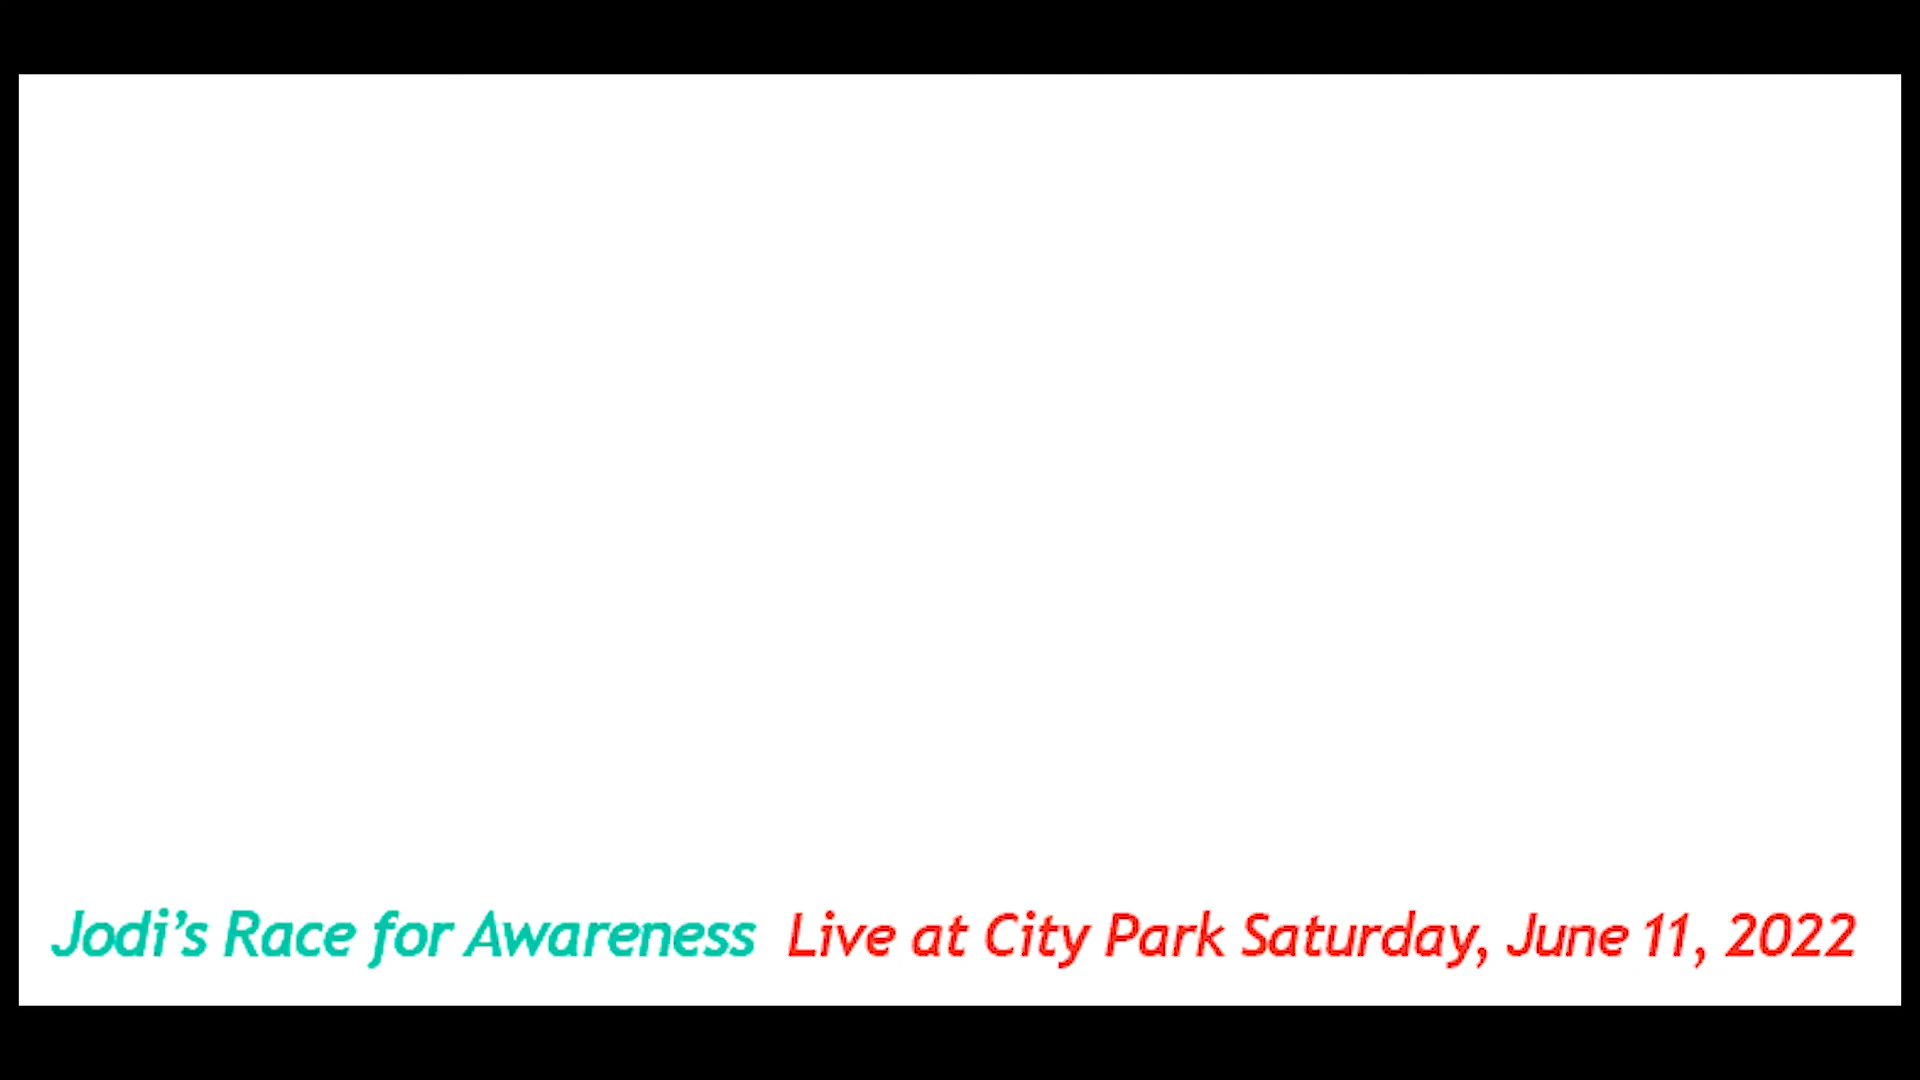 Jodi’s Race for Awareness Live at City Park Saturday, June 11, 2022